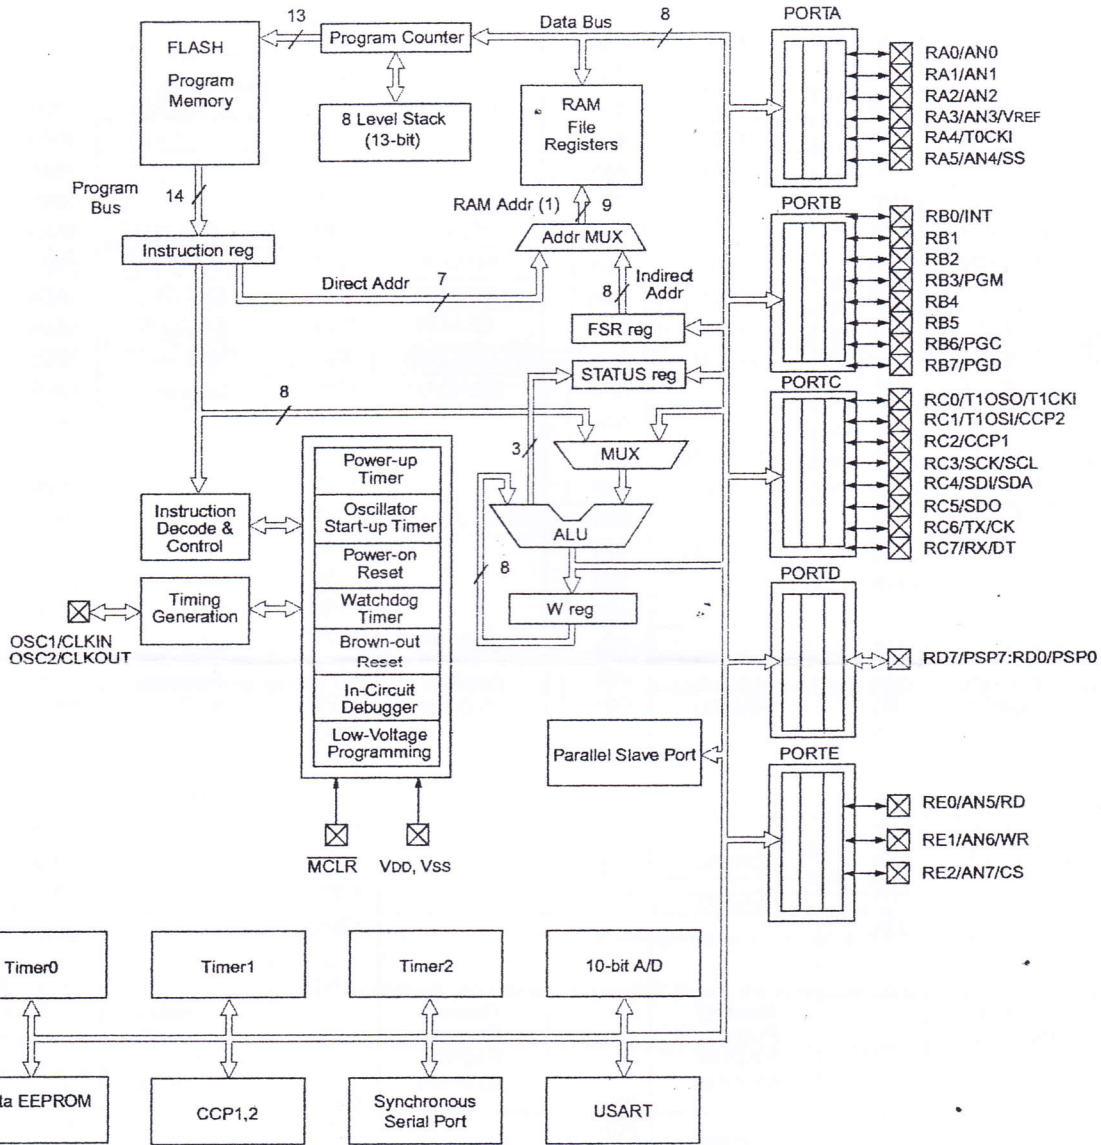 13
Data Bus
8
PORTA
FLASH
Program
Memory
Program Counter
8 Level Stack
(13-bit)
RAM
File
Registers
RA0/AN0
RA1/AN1
RA2/AN2
RA3/AN3/VREF
RA4/T0CKI
RA5/AN4/SS
Program
Bus
14
RAM Addr (1)
9
PORTB
Instruction reg
Addr MUX
RB0/INT
RB1
RB2
RB3/PGM
RB4
RB5
RB6/PGC
RB7/PGD
Direct Addr
7
8
Indirect
Addr
FSR reg
STATUS reg
PORTC
8
3
MUX
RC0/T1OSO/T1CKI
RC1/T1OSI/CCP2
RC2/CCP1
RC3/SCK/SCL
RC4/SDI/SDA
RC5/SDO
RC6/TX/CK
RC7/RX/DT
Power-up
Timer
Instruction
Decode &
Control
Oscillator
Start-up Timer
ALU
Power-on
Reset
8
PORTD
Timing
Generation
Watchdog
Timer
W reg
OSC1/CLKIN
OSC2/CLKOUT
Brown-out
Reset
RD7/PSP7:RD0/PSP0
In-Circuit
Debugger
Low-Voltage
Programming
Parallel Slave Port
PORTE
RE0/AN5/RD
RE1/AN6/WR
RE2/AN7/CS
MCLR
VDD, VSS
Timer0
Timer1
Timer2
10-bit A/D
ta EEPROM
CCP1,2
Synchronous
Serial Port
USART